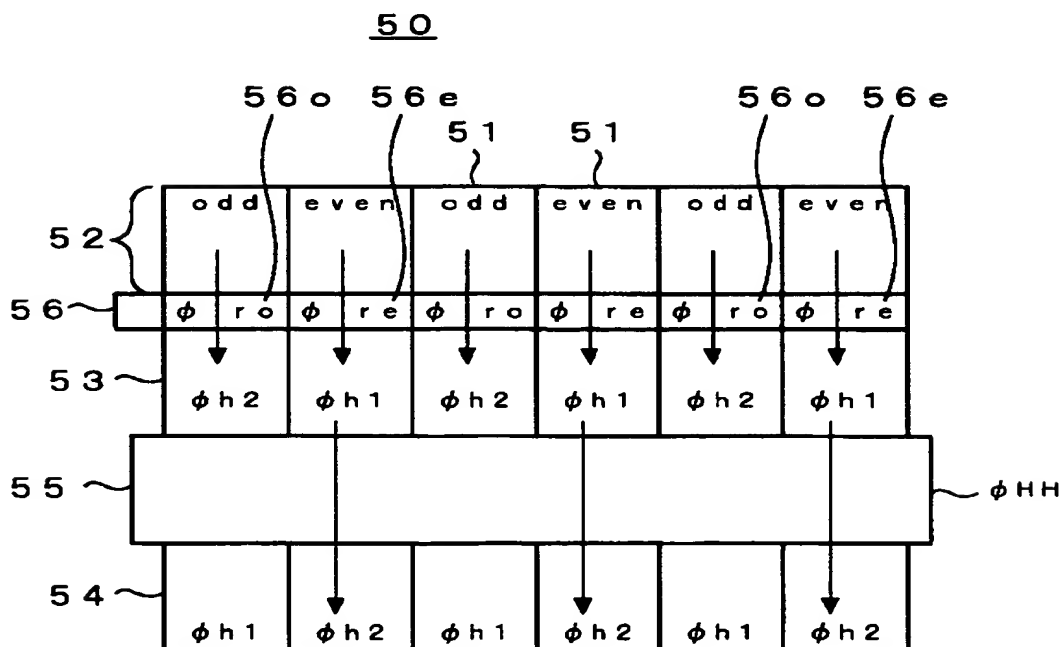 50
56o 56e 56o 56e
51 51
odd even odd even odd even
52
56 φ ro φ re φ ro φ re φ ro φ re
53
φh2 φh1 φh2 φh1 φh2 φh1
55 φHH
54
φh1 φh2 φh1 φh2 φh1 φh2